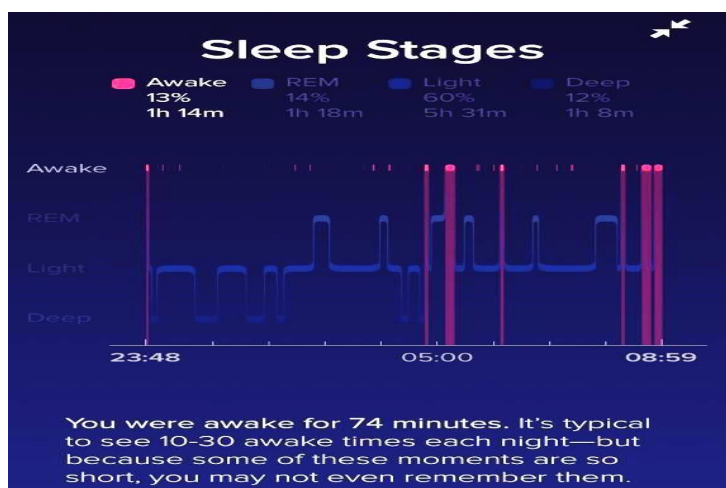 Sleep Stages
Awake REM Light Deep
13% 14% 60% 12%
1h 14m 1h 18m 5h 31m 1h 8m
Awake
REM
Light
Deep
23:48 05:00 08:59
You were awake for 74 minutes. It's typical
to see 10-30 awake times each night—but
because some of these moments are so
short, you may not even remember them.